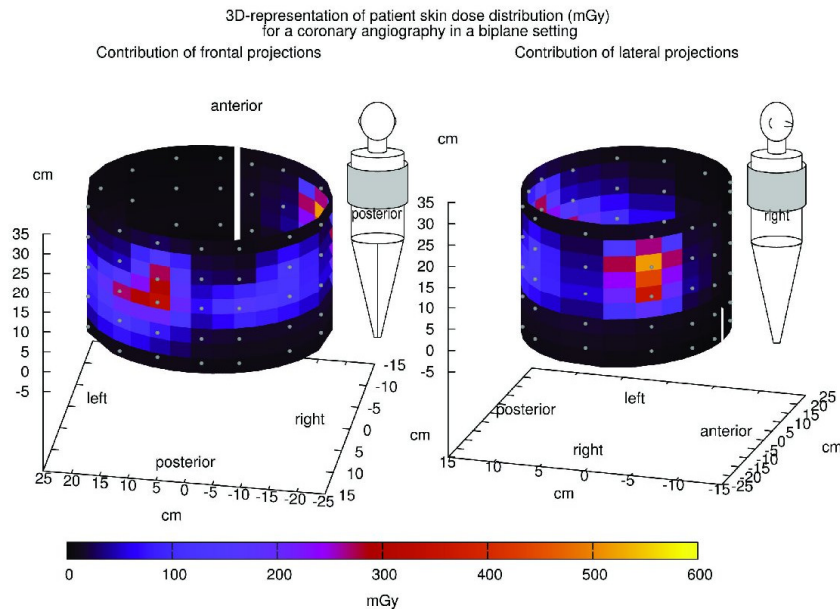 3D-representation of patient skin dose distribution (mGy)
for a coronary angiography in a biplane setting
Contribution of frontal projections
Contribution of lateral projections
anterior
cm
posterior
35
30
25
20
15
10
5
0
-5
left
right
posterior
25 20 15 10 5 0 -5 -10 -15 -20 -25
cm
-15
-10
-5
0
5
10
15
cm
cm
right
35
30
25
20
15
10
5
0
-5
cm
posterior
left
anterior
right
15 10 5 0 -5 -10 -15
cm
25
20
15
10
5
0
-5
-10
-15
-20
-25
cm
0 100 200 300 400 500 600
mGy